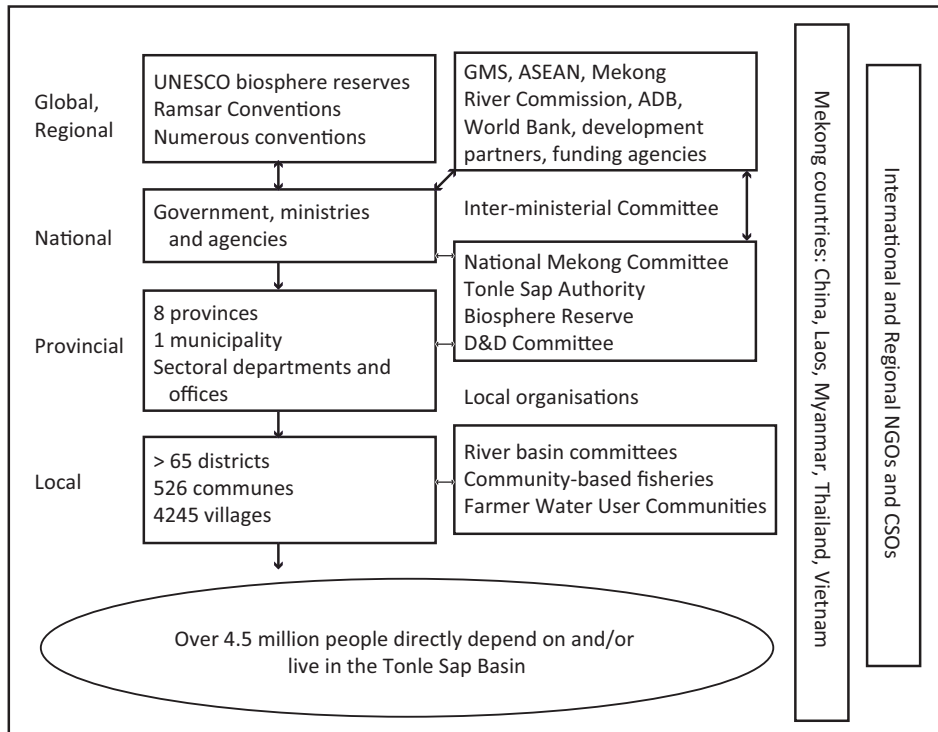 Global,
Regional
UNESCO biosphere reserves
Ramsar Conventions
Numerous conventions
GMS, ASEAN, Mekong
River Commission, ADB,
World Bank, development
partners, funding agencies
National
Government, ministries
and agencies
Inter-ministerial Committee
National Mekong Committee
Tonle Sap Authority
Biosphere Reserve
D&D Committee
Provincial
8 provinces
1 municipality
Sectoral departments and
offices
Local organisations
Local
> 65 districts
526 communes
4245 villages
River basin committees
Community-based fisheries
Farmer Water User Communities
Over 4.5 million people directly depend on and/or
live in the Tonle Sap Basin
Mekong countries: China, Laos, Myanmar, Thailand, Vietnam
International and Regional NGOs and CSOs